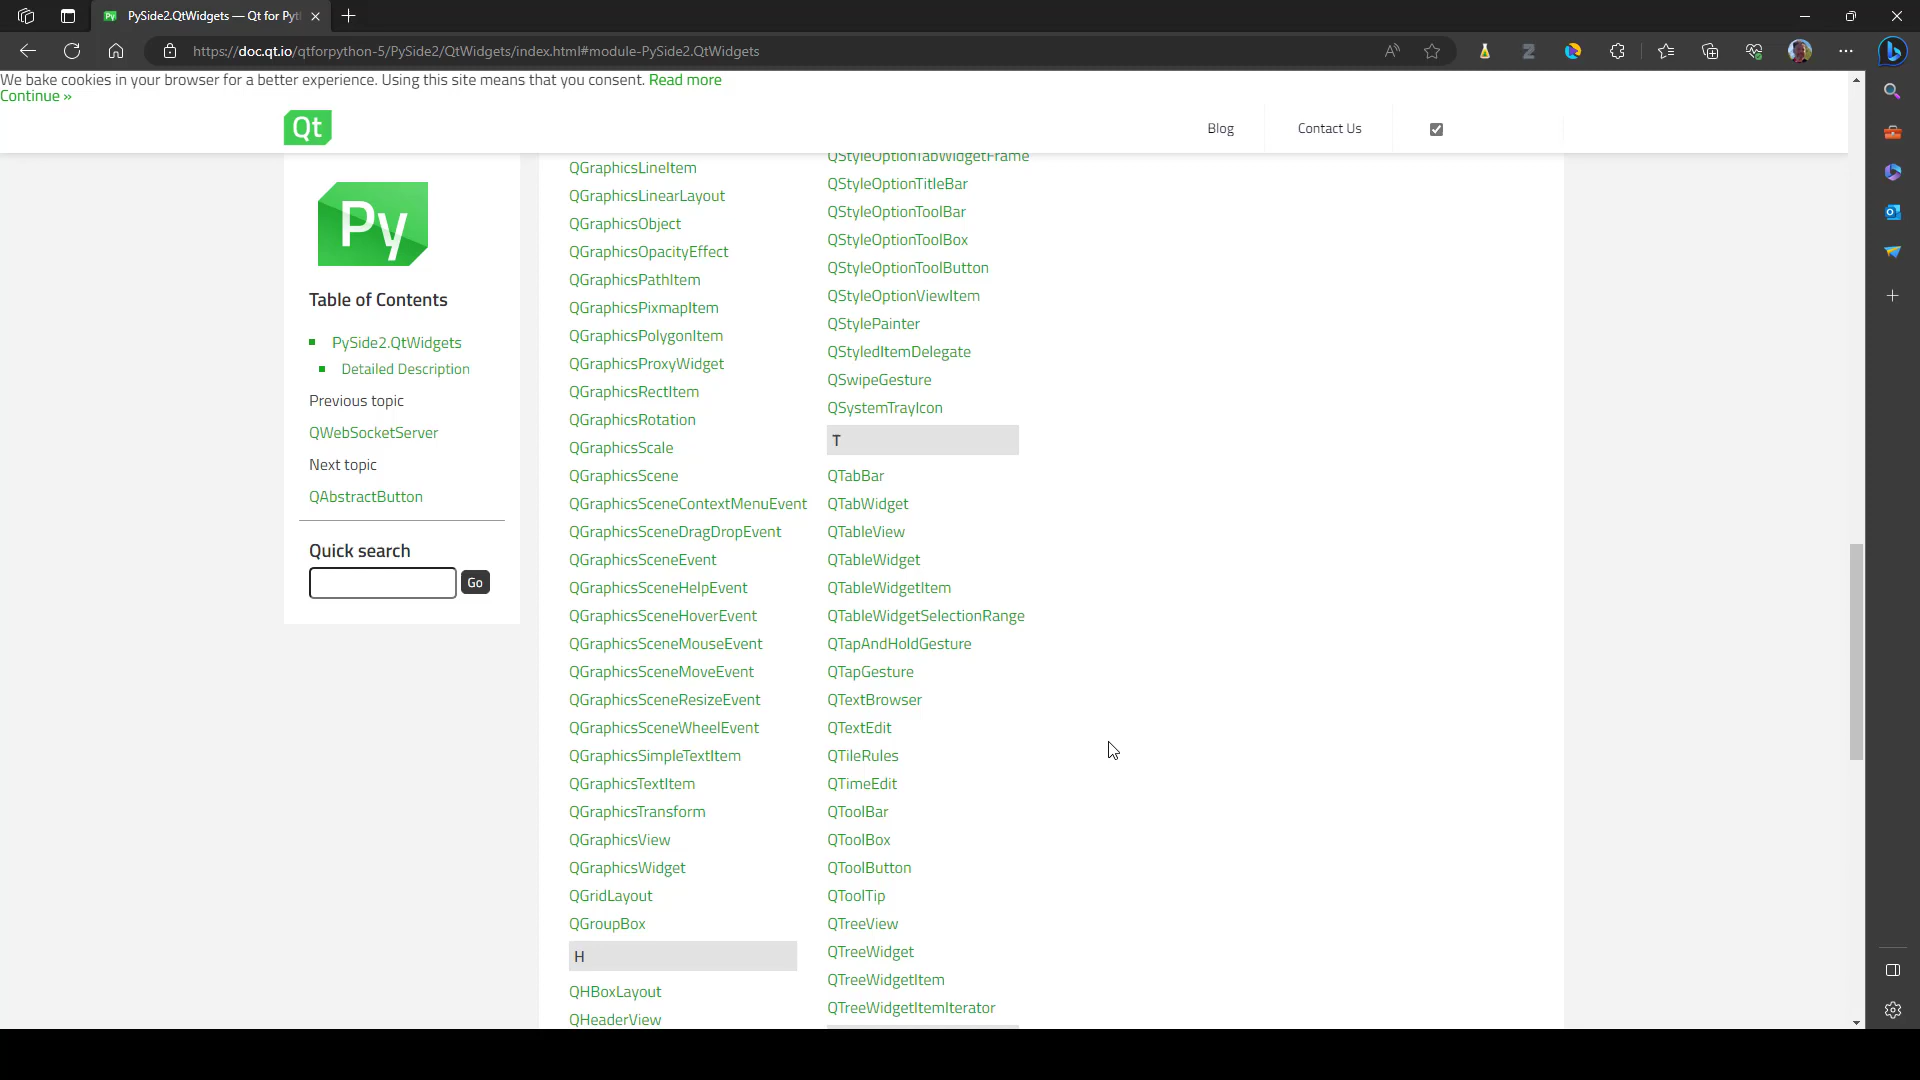 PySide2.QtWidgets — Qt for Pyt
https://doc.qt.io/qtforpython-5/PySide2/QtWidgets/index.html#module-PySide2.QtWidgets
We bake cookies in your browser for a better experience. Using this site means that you consent. Read more
Continue »
Qt
Blog
Contact Us
Py
Table of Contents
PySide2.QtWidgets
Detailed Description
Previous topic
QWebSocketServer
Next topic
QAbstractButton
Quick search
Go
QGraphicsLineItem
QGraphicsLinearLayout
QGraphicsObject
QGraphicsOpacityEffect
QGraphicsPathItem
QGraphicsPixmapItem
QGraphicsPolygonItem
QGraphicsProxyWidget
QGraphicsRectItem
QGraphicsRotation
QGraphicsScale
QGraphicsScene
QGraphicsSceneContextMenuEvent
QGraphicsSceneDragDropEvent
QGraphicsSceneEvent
QGraphicsSceneHelpEvent
QGraphicsSceneHoverEvent
QGraphicsSceneMouseEvent
QGraphicsSceneMoveEvent
QGraphicsSceneResizeEvent
QGraphicsSceneWheelEvent
QGraphicsSimpleTextItem
QGraphicsTextItem
QGraphicsTransform
QGraphicsView
QGraphicsWidget
QGridLayout
QGroupBox
H
QHBoxLayout
QHeaderView
QStyleOptionTabWidgetFrame
QStyleOptionTitleBar
QStyleOptionToolBar
QStyleOptionToolBox
QStyleOptionToolButton
QStyleOptionViewItem
QStylePainter
QStyledItemDelegate
QSwipeGesture
QSystemTrayIcon
T
QTabBar
QTabWidget
QTableView
QTableWidget
QTableWidgetItem
QTableWidgetSelectionRange
QTapAndHoldGesture
QTapGesture
QTextBrowser
QTextEdit
QTileRules
QTimeEdit
QToolBar
QToolBox
QToolButton
QToolTip
QTreeView
QTreeWidget
QTreeWidgetItem
QTreeWidgetItemIterator